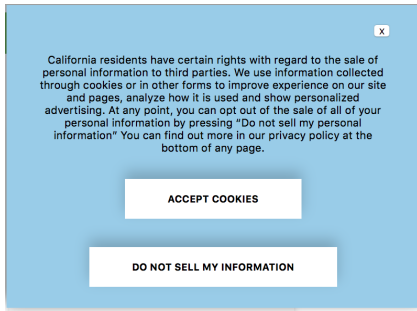 X
California residents have certain rights with regard to the sale of
personal information to third parties. We use information collected
through cookies or in other forms to improve experience on our site
and pages, analyze how it is used and show personalized
advertising. At any point, you can opt out of the sale of all of your
personal information by pressing “Do not sell my personal
information” You can find out more in our privacy policy at the
bottom of any page.
ACCEPT COOKIES
DO NOT SELL MY INFORMATION